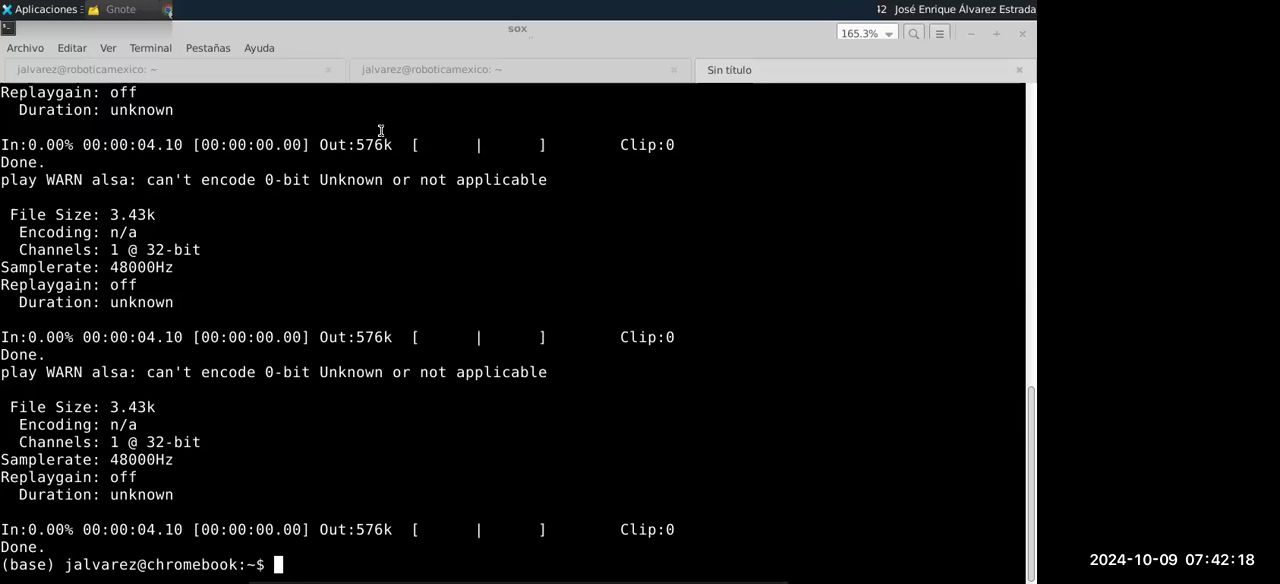 Aplicaciones Gnote 42 José Enrique Álvarez Estrada
sox 165.3%
Archivo Editar Ver Terminal Pestañas Ayuda
jalvarez@roboticamexico: ~ jalvarez@roboticamexico: ~ Sin título
Replaygain: off
Duration: unknown
In:0.00% 00:00:04.10 [00:00:00.00] Out:576k [ | ] Clip:0
Done.
play WARN alsa: can't encode 0-bit Unknown or not applicable
File Size: 3.43k
Encoding: n/a
Channels: 1 @ 32-bit
Samplerate: 48000Hz
Replaygain: off
Duration: unknown
In:0.00% 00:00:04.10 [00:00:00.00] Out:576k [ | ] Clip:0
Done.
play WARN alsa: can't encode 0-bit Unknown or not applicable
File Size: 3.43k
Encoding: n/a
Channels: 1 @ 32-bit
Samplerate: 48000Hz
Replaygain: off
Duration: unknown
In:0.00% 00:00:04.10 [00:00:00.00] Out:576k [ | ] Clip:0
Done.
(base) jalvarez@chromebook:~$
2024-10-09 07:42:18